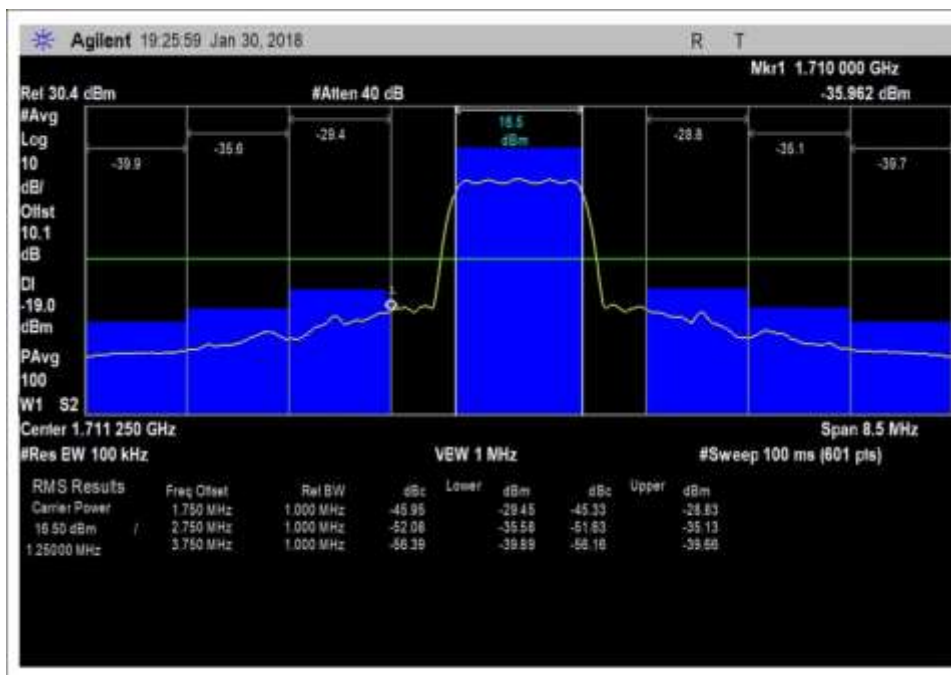 Agilent 19:25:59 Jan 30, 2018 R T
Mkr1 1.710 000 GHz
Ref 30.4 dBm #Atten 40 dB -35.962 dBm
#Avg
Log
10
dB/
Offst
10.1
dB
DI
-19.0
dBm
PAvg
100
W1 S2
-39.9 -35.6 -29.4 16.5 dBm -28.8 -35.1 -39.7
1
Center 1.711 250 GHz Span 8.5 MHz
#Res BW 100 kHz VBW 1 MHz #Sweep 100 ms (601 pts)
RMS Results Freq Offset Ref BW dBc Lower dBm dBc Upper dBm
Carrier Power 1.750 MHz 1.000 MHz -45.95 -29.45 -45.33 -28.83
16.50 dBm / 2.750 MHz 1.000 MHz -52.08 -35.58 -51.63 -35.13
1.25000 MHz 3.750 MHz 1.000 MHz -56.39 -39.89 -56.16 -39.66